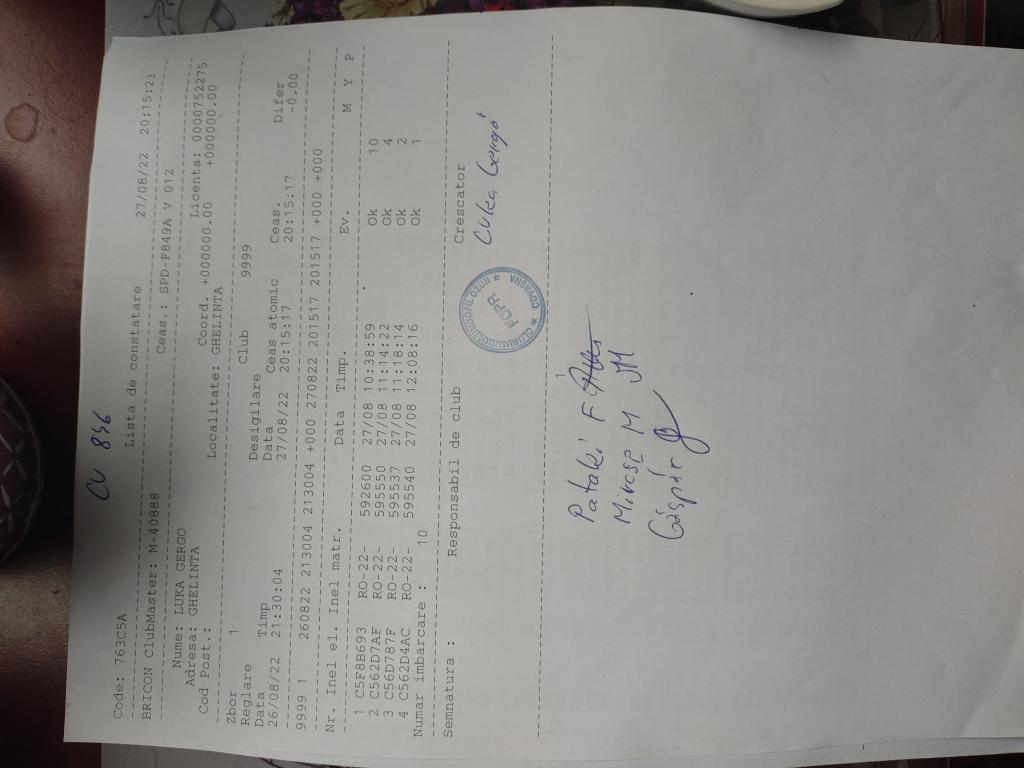 CV 836
Code: 763C5A Lista de constatare 27/08/22 20:15:23
BRICON ClubMaster: M-40888 Ceas.: SPD-F849A V 012
Nume: LUKA GERGO Licenta: 0000752275
Adresa: GHELINTA Coord. +000000.00 +000000.00
Cod Post.: Localitate: GHELINTA
Zbor 1 Club 9999
Reglare Desigilare
Data Timp Data Ceas atomic Ceas. Difer
26/08/22 21:30:04 27/08/22 20:15:17 20:15:17 -0.00
9999 1 260822 213004 213004 +000 270822 201517 201517 +000 +000
Nr. Inel el. Inel matr. Data Timp. Ev. M Y P
1 C5F8B693 RO-22- 592600 27/08 10:38:59 Ok 10
2 C562D7AF RO-22- 595550 27/08 11:14:22 Ok 4
3 C56D787F RO-22- 595537 27/08 11:18:14 Ok 2
4 C562D4AC RO-22- 595540 27/08 12:08:16 Ok 1
Numar imbarcare : 10
Semnatura : Responsabil de club Crescator
FCPR
COVASNA
Luka Gergő
1
Pataki F
M
Gáspár